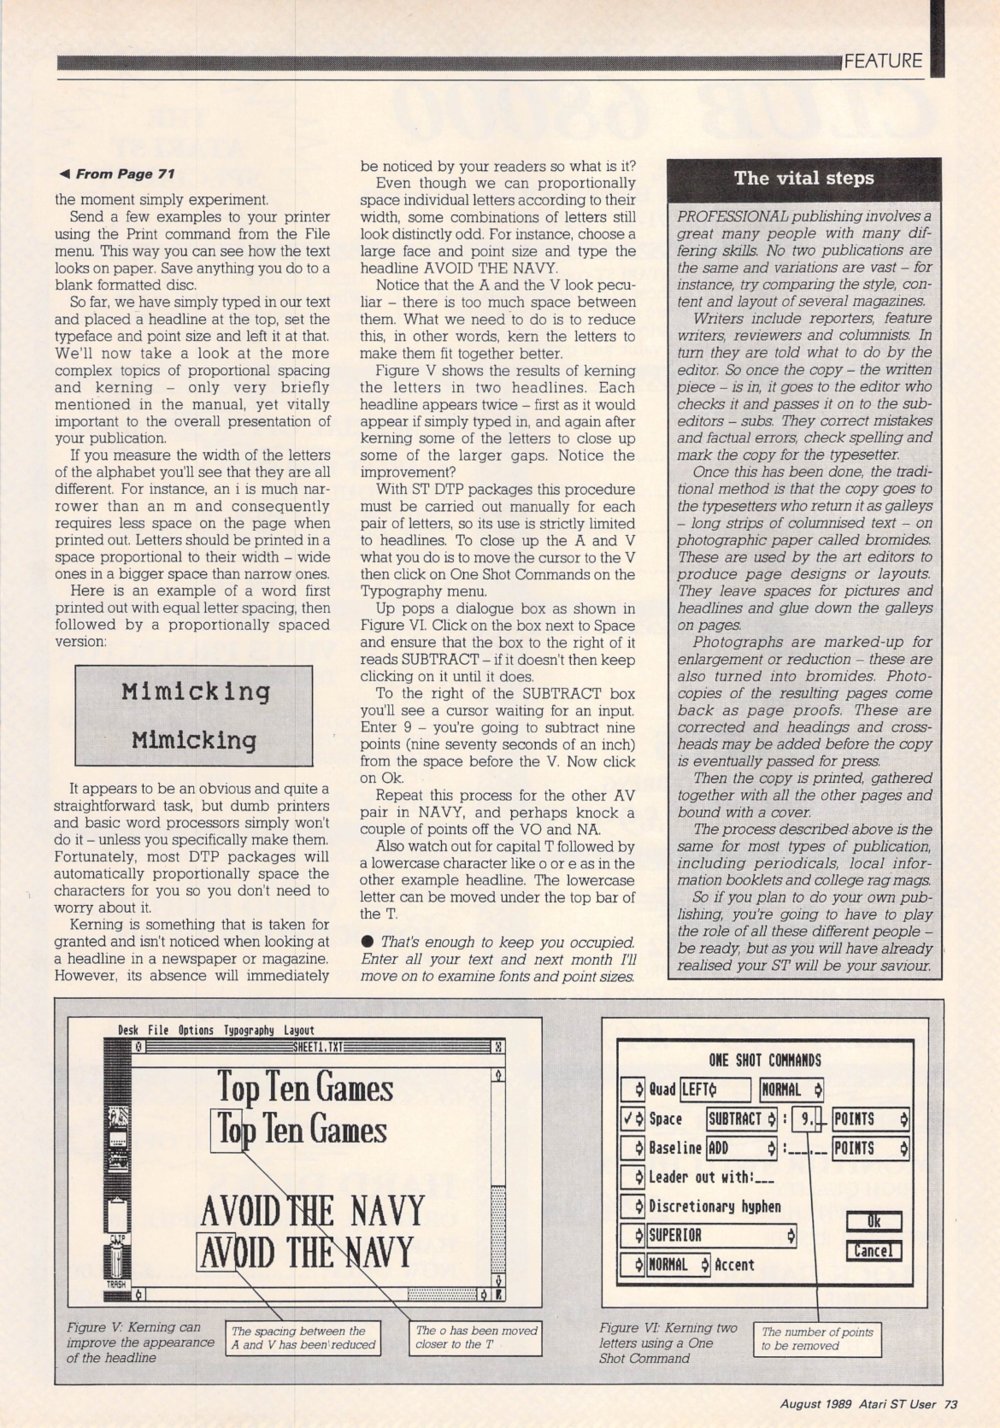 FEATURE
◄ From Page 71
the moment simply experiment.
Send a few examples to your printer
using the Print command from the File
menu. This way you can see how the text
looks on paper. Save anything you do to a
blank formatted disc.
So far, we have simply typed in our text
and placed a headline at the top, set the
typeface and point size and left it at that.
We'll now take a look at the more
complex topics of proportional spacing
and kerning – only very briefly
mentioned in the manual, yet vitally
important to the overall presentation of
your publication.
If you measure the width of the letters
of the alphabet you'll see that they are all
different. For instance, an i is much nar-
rower than an m and consequently
requires less space on the page when
printed out. Letters should be printed in a
space proportional to their width – wide
ones in a bigger space than narrow ones.
Here is an example of a word first
printed out with equal letter spacing, then
followed by a proportionally spaced
version:
Mimicking
Mimicking
It appears to be an obvious and quite a
straightforward task, but dumb printers
and basic word processors simply won't
do it – unless you specifically make them.
Fortunately, most DTP packages will
automatically proportionally space the
characters for you so you don't need to
worry about it.
Kerning is something that is taken for
granted and isn't noticed when looking at
a headline in a newspaper or magazine.
However, its absence will immediately
be noticed by your readers so what is it?
Even though we can proportionally
space individual letters according to their
width, some combinations of letters still
look distinctly odd. For instance, choose a
large face and point size and type the
headline AVOID THE NAVY.
Notice that the A and the V look pecu-
liar – there is too much space between
them. What we need to do is to reduce
this, in other words, kern the letters to
make them fit together better.
Figure V shows the results of kerning
the letters in two headlines. Each
headline appears twice – first as it would
appear if simply typed in, and again after
kerning some of the letters to close up
some of the larger gaps. Notice the
improvement?
With ST DTP packages this procedure
must be carried out manually for each
pair of letters, so its use is strictly limited
to headlines. To close up the A and V
what you do is to move the cursor to the V
then click on One Shot Commands on the
Typography menu.
Up pops a dialogue box as shown in
Figure VI. Click on the box next to Space
and ensure that the box to the right of it
reads SUBTRACT – if it doesn't then keep
clicking on it until it does.
To the right of the SUBTRACT box
you'll see a cursor waiting for an input.
Enter 9 – you're going to subtract nine
points (nine seventy seconds of an inch)
from the space before the V. Now click
on Ok.
Repeat this process for the other AV
pair in NAVY, and perhaps knock a
couple of points off the VO and NA.
Also watch out for capital T followed by
a lowercase character like o or e as in the
other example headline. The lowercase
letter can be moved under the top bar of
the T.
● That's enough to keep you occupied.
Enter all your text and next month I'll
move on to examine fonts and point sizes.
The vital steps
PROFESSIONAL publishing involves a
great many people with many dif-
fering skills. No two publications are
the same and variations are vast – for
instance, try comparing the style, con-
tent and layout of several magazines.
Writers include reporters, feature
writers, reviewers and columnists. In
turn they are told what to do by the
editor. So once the copy – the written
piece – is in, it goes to the editor who
checks it and passes it on to the sub-
editors – subs. They correct mistakes
and factual errors, check spelling and
mark the copy for the typesetter.
Once this has been done, the tradi-
tional method is that the copy goes to
the typesetters who return it as galleys
– long strips of columnised text – on
photographic paper called bromides.
These are used by the art editors to
produce page designs or layouts.
They leave spaces for pictures and
headlines and glue down the galleys
on pages.
Photographs are marked-up for
enlargement or reduction – these are
also turned into bromides. Photo-
copies of the resulting pages come
back as page proofs. These are
corrected and headings and cross-
heads may be added before the copy
is eventually passed for press.
Then the copy is printed, gathered
together with all the other pages and
bound with a cover.
The process described above is the
same for most types of publication,
including periodicals, local infor-
mation booklets and college rag mags.
So if you plan to do your own pub-
lishing, you're going to have to play
the role of all these different people –
be ready, but as you will have already
realised your ST will be your saviour.
Desk File Options Typography Layout
SHEET1.TXT
Top Ten Games
Top Ten Games
AVOID THE NAVY
AVOID THE NAVY
CLIP
TRASH
Figure V: Kerning can
improve the appearance
of the headline
The spacing between the
A and V has been reduced
The o has been moved
closer to the T
ONE SHOT COMMANDS
Quad LEFT NORMAL
✓ Space SUBTRACT : 9._ POINTS
Baseline ADD :__.__ POINTS
Leader out with:___
Discretionary hyphen
SUPERIOR
NORMAL Accent
Ok
Cancel
Figure VI: Kerning two
letters using a One
Shot Command
The number of points
to be removed
August 1989 Atari ST User 73